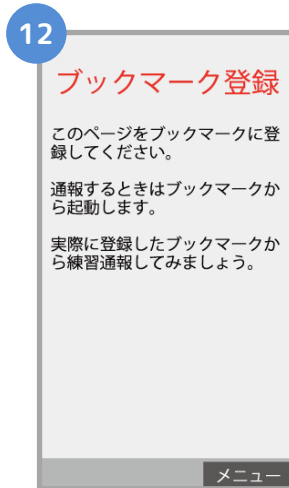 12
ブックマーク登録
このページをブックマークに登
録してください。
通報するときはブックマークか
ら起動します。
実際に登録したブックマークか
ら練習通報してみましょう。
メニュー